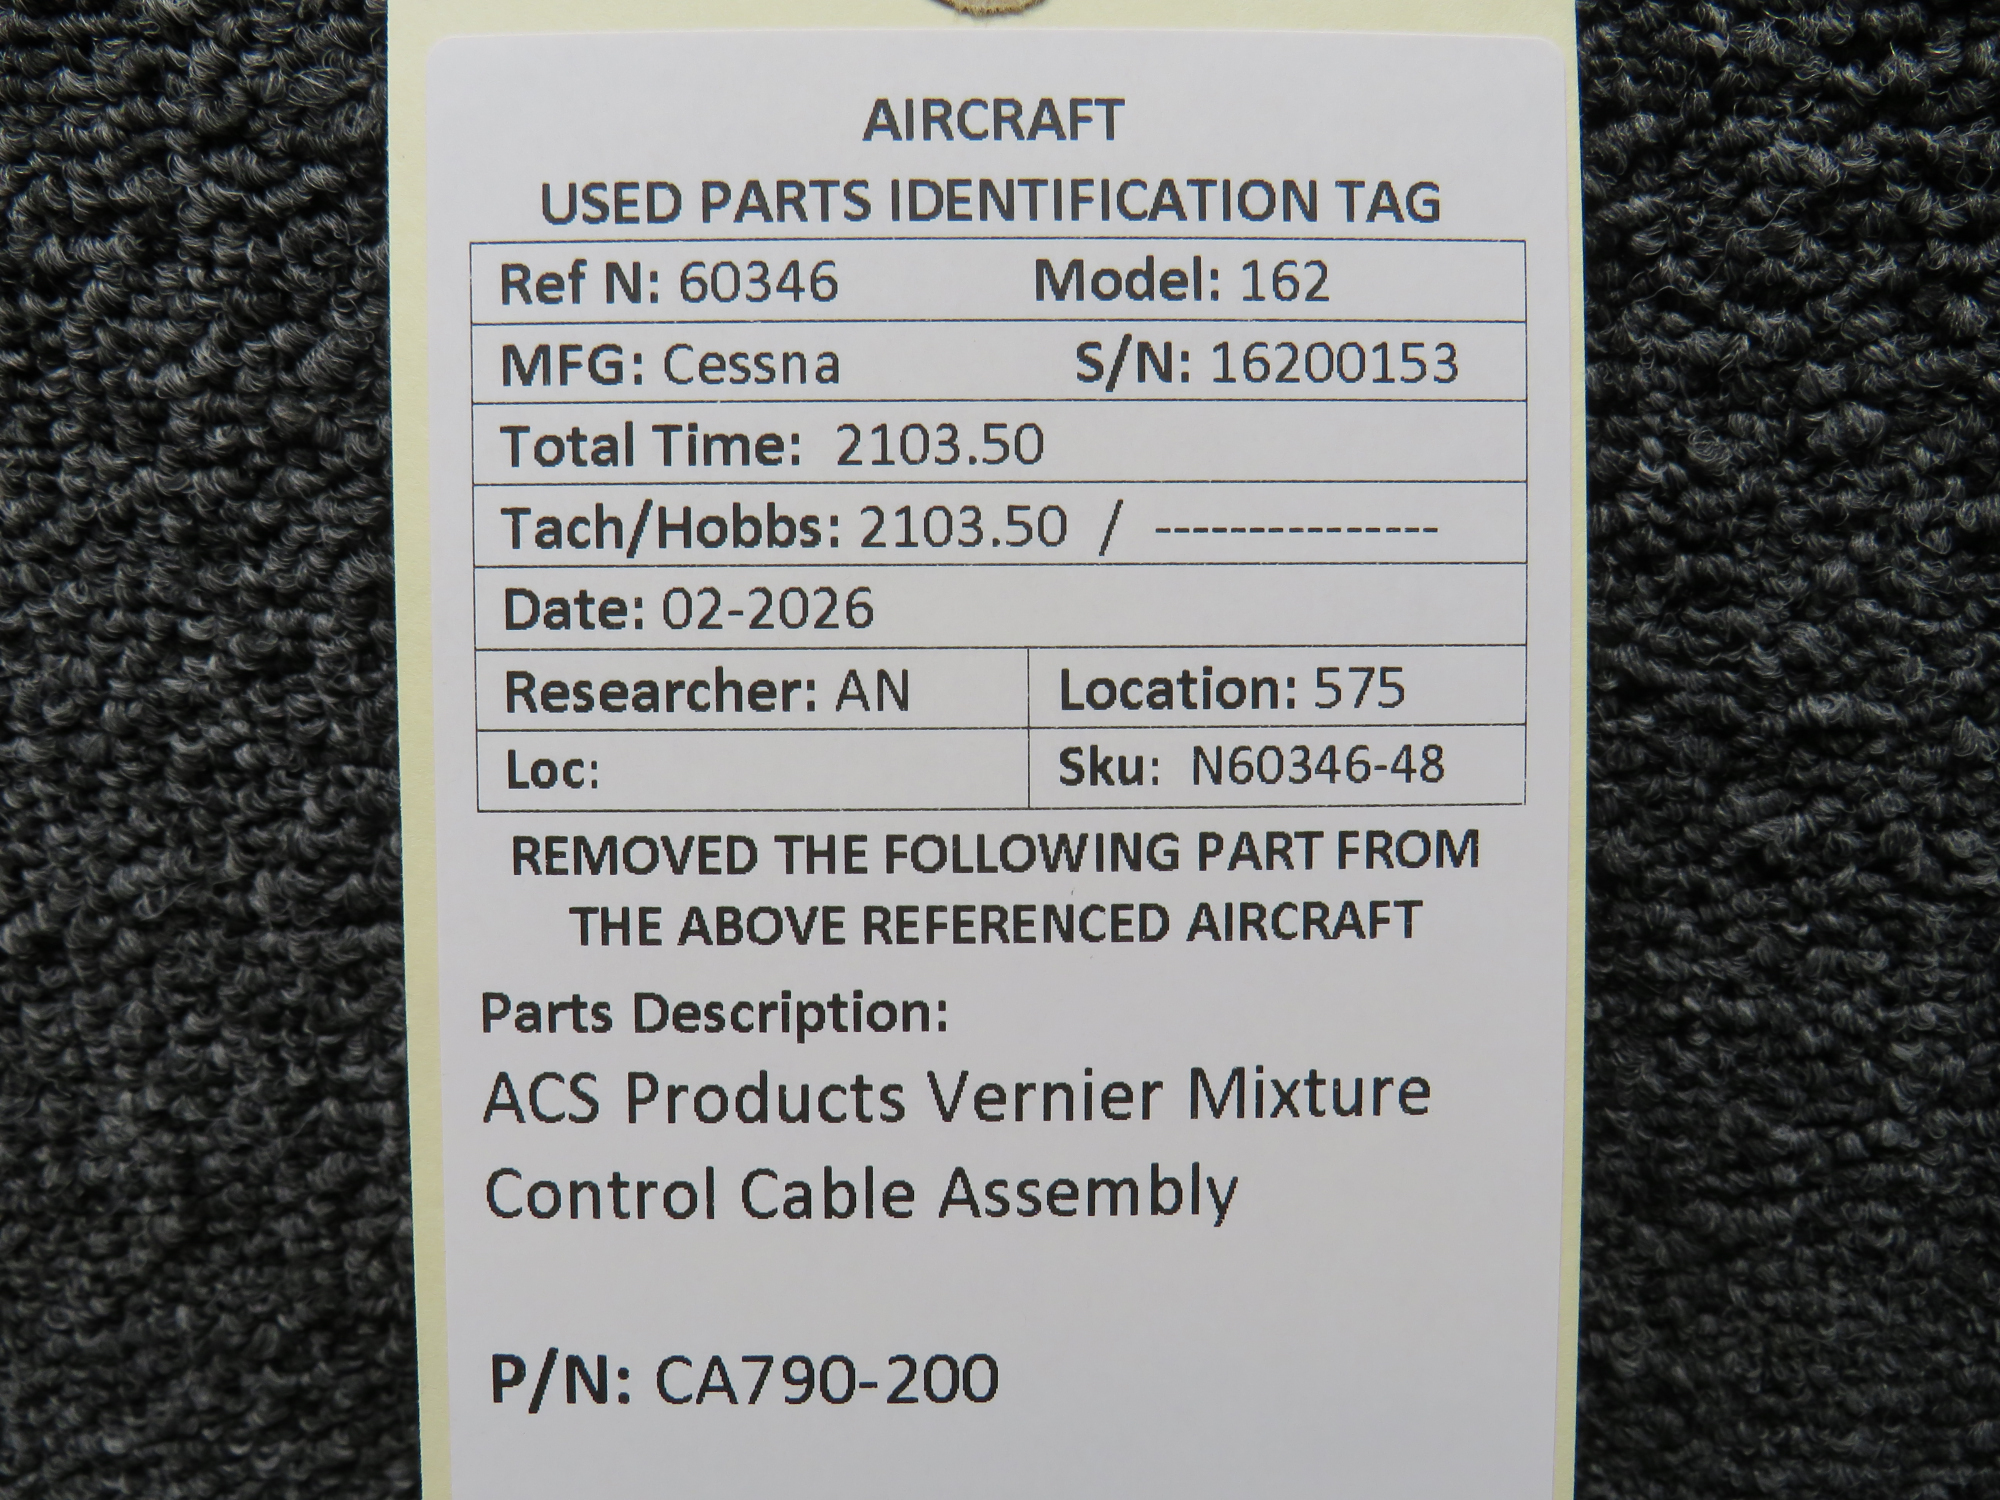 AIRCRAFT
USED PARTS IDENTIFICATION TAG
Ref N: 60346 Model: 162
MFG: Cessna S/N: 16200153
Total Time: 2103.50
Tach/Hobbs: 2103.50 / ---------------
Date: 02-2026
Researcher: AN Location: 575
Loc: Sku: N60346-48
REMOVED THE FOLLOWING PART FROM
THE ABOVE REFERENCED AIRCRAFT
Parts Description:
ACS Products Vernier Mixture
Control Cable Assembly
P/N: CA790-200